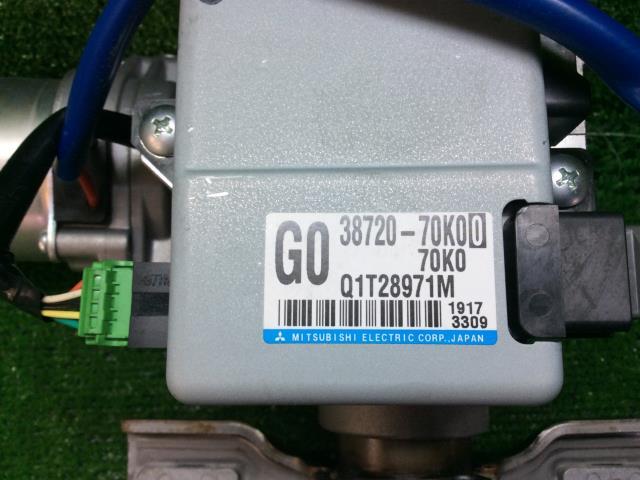 G0 38720-70K00
70K0
Q1T28971M
1917
3309
MITSUBISHI ELECTRIC CORP., JAPAN